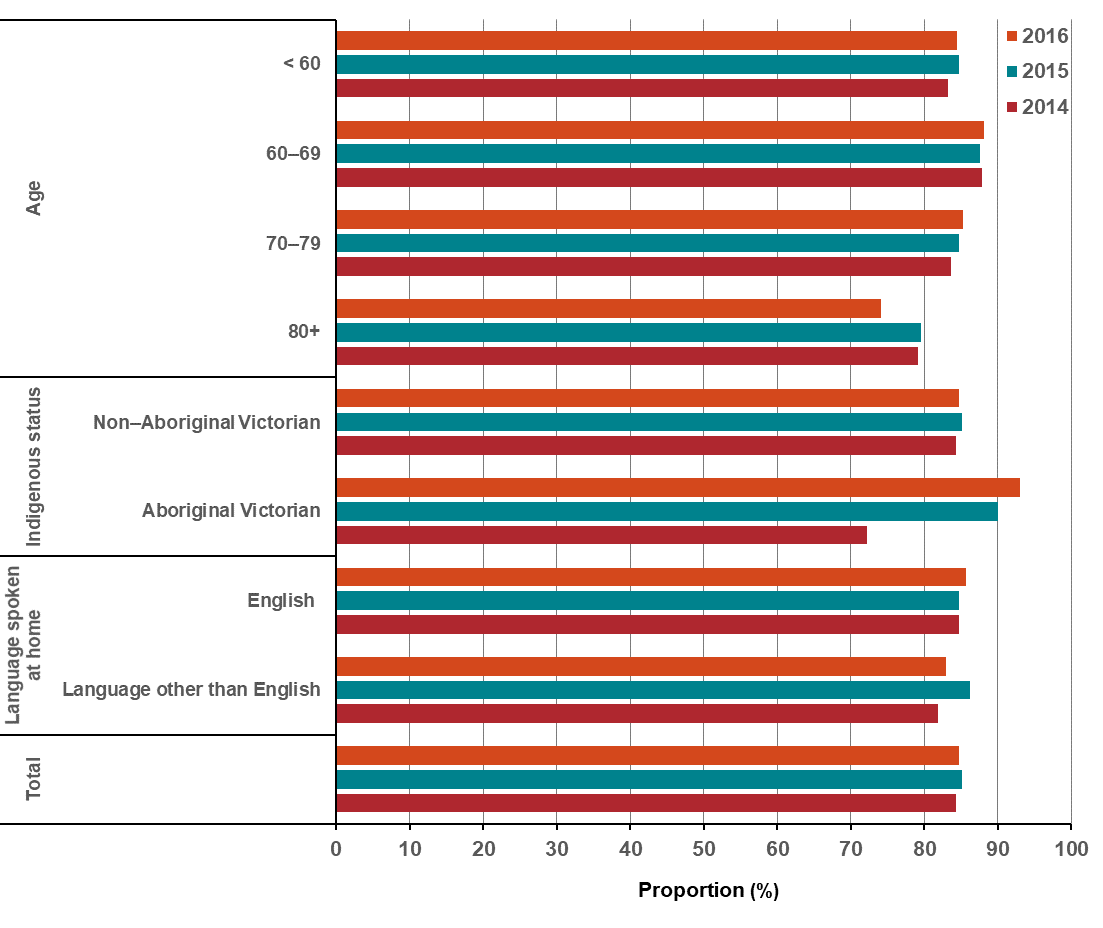 2016
2015
2014
Age
< 60
60–69
70–79
80+
Indigenous status
Non–Aboriginal Victorian
Aboriginal Victorian
Language spoken
at home
English
Language other than English
Total
0 10 20 30 40 50 60 70 80 90 100
Proportion (%)